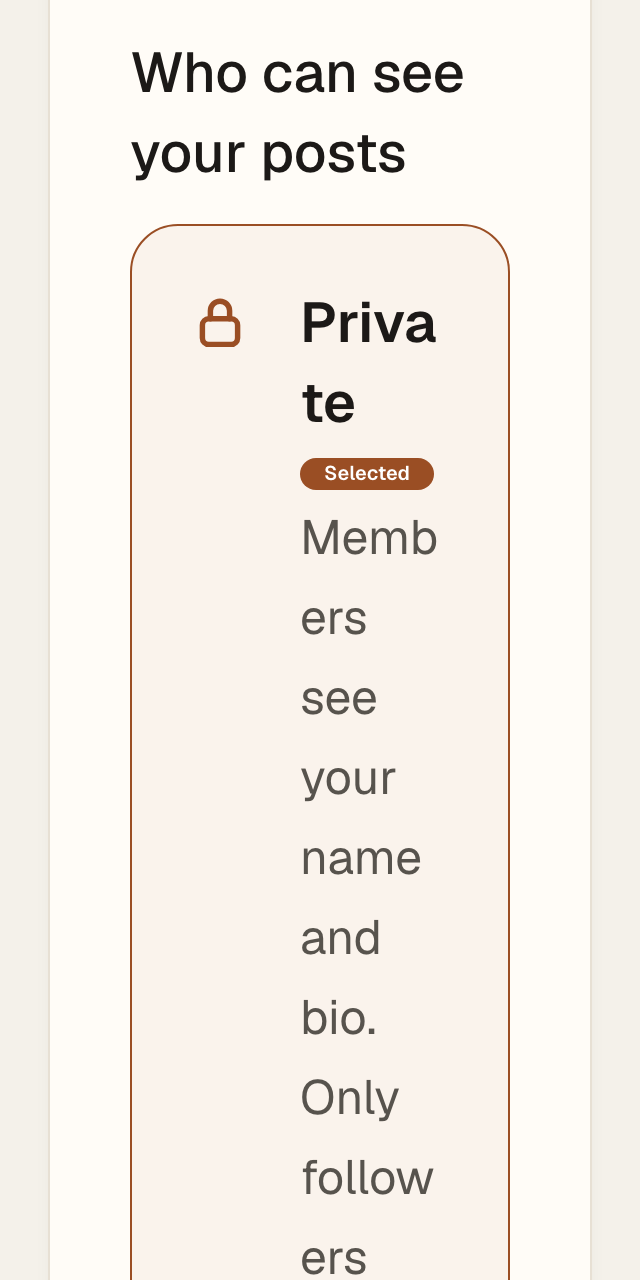 Who can see
your posts
Priva
te
Selected
Memb
ers
see
your
name
and
bio.
Only
follow
ers